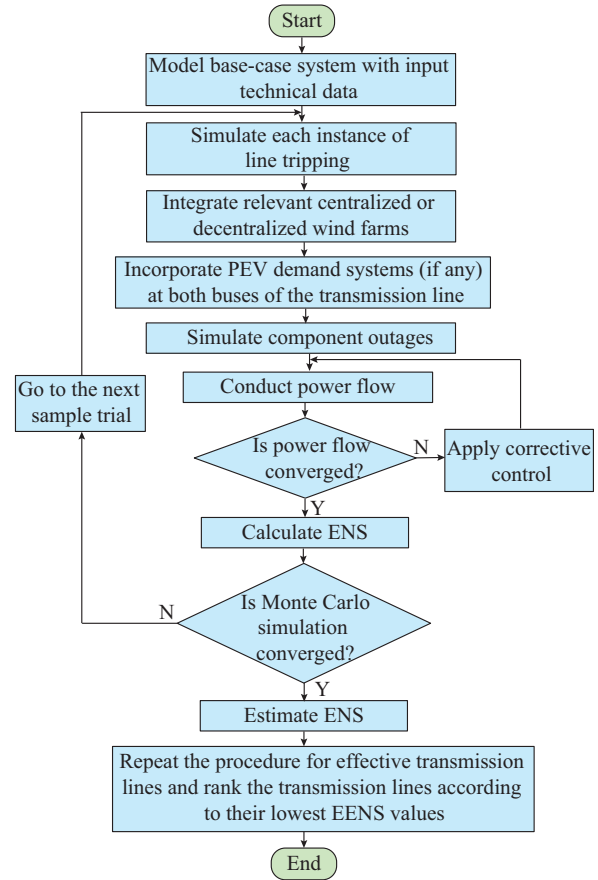 Start
Model base-case system with input
technical data
Simulate each instance of
line tripping
Integrate relevant centralized or
decentralized wind farms
Incorporate PEV demand systems (if any)
at both buses of the transmission line
Simulate component outages
Go to the next
sample trial
Conduct power flow
Is power flow
converged?
N
Apply corrective
control
Y
Calculate ENS
N
Is Monte Carlo
simulation
converged?
Y
Estimate ENS
Repeat the procedure for effective transmission
lines and rank the transmission lines according
to their lowest EENS values
End